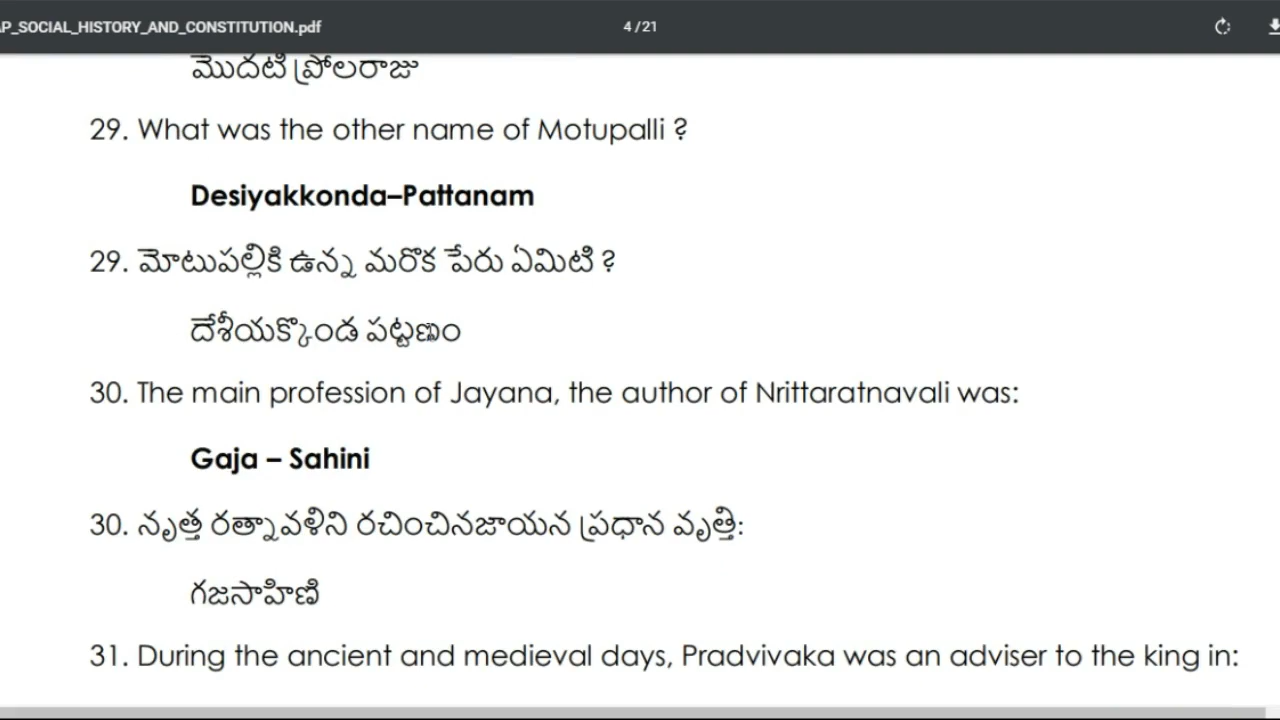 AP_SOCIAL_HISTORY_AND_CONSTITUTION.pdf 4 / 21
మొదటి ప్రోలరాజు
29. What was the other name of Motupalli ?
Desiyakkonda–Pattanam
29. మోటుపల్లికి ఉన్న మరొక పేరు ఏమిటి ?
దేశీయక్కొండ పట్టణం
30. The main profession of Jayana, the author of Nrittaratnavali was:
Gaja – Sahini
30. నృత్త రత్నావళిని రచించినజాయన ప్రధాన వృత్తి:
గజసాహిణి
31. During the ancient and medieval days, Pradvivaka was an adviser to the king in: